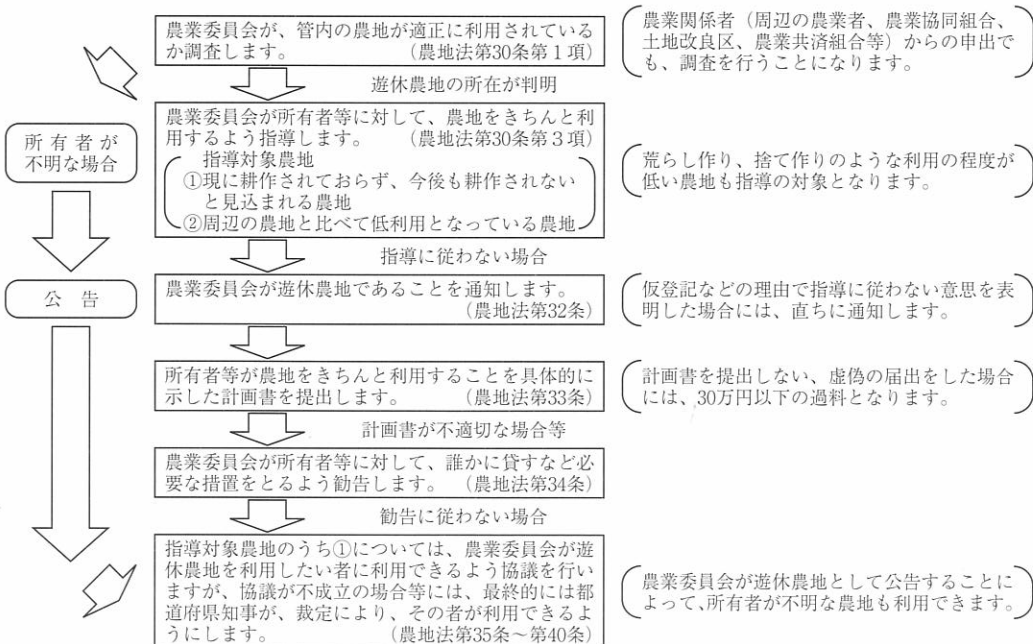 農業委員会が、管内の農地が適正に利用されている
か調査します。 （農地法第30条第１項）
農業関係者（周辺の農業者、農業協同組合、
土地改良区、農業共済組合等）からの申出で
も、調査を行うことになります。
遊休農地の所在が判明
所有者が
不明な場合
農業委員会が所有者等に対して、農地をきちんと利
用するよう指導します。 （農地法第30条第３項）
指導対象農地
①現に耕作されておらず、今後も耕作されない
と見込まれる農地
②周辺の農地と比べて低利用となっている農地
荒らし作り、捨て作りのような利用の程度が
低い農地も指導の対象となります。
指導に従わない場合
公告
農業委員会が遊休農地であることを通知します。
（農地法第32条）
仮登記などの理由で指導に従わない意思を表
明した場合には、直ちに通知します。
所有者等が農地をきちんと利用することを具体的に
示した計画書を提出します。 （農地法第33条）
計画書を提出しない、虚偽の届出をした場合
には、30万円以下の過料となります。
計画書が不適切な場合等
農業委員会が所有者等に対して、誰かに貸すなど必
要な措置をとるよう勧告します。 （農地法第34条）
勧告に従わない場合
指導対象農地のうち①については、農業委員会が遊
休農地を利用したい者に利用できるよう協議を行い
ますが、協議が不成立の場合等には、最終的には都
道府県知事が、裁定により、その者が利用できるよ
うにします。 （農地法第35条～第40条）
農業委員会が遊休農地として公告することに
よって、所有者が不明な農地も利用できます。